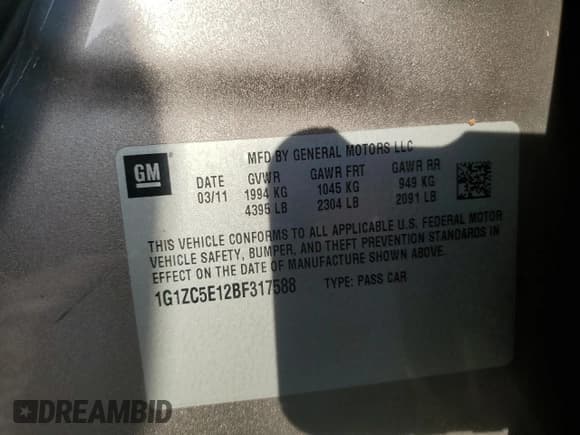 MFD BY GENERAL MOTORS LLC
GM
DATE GVWR GAWR FRT GAWR RR
03/11 1994 KG 1045 KG 949 KG
4395 LB 2304 LB 2091 LB
THIS VEHICLE CONFORMS TO ALL APPLICABLE U.S. FEDERAL MOTOR
VEHICLE SAFETY, BUMPER, AND THEFT PREVENTION STANDARDS IN
EFFECT ON THE DATE OF MANUFACTURE SHOWN ABOVE.
1G1ZC5E12BF317588 TYPE: PASS CAR
DREAMBID